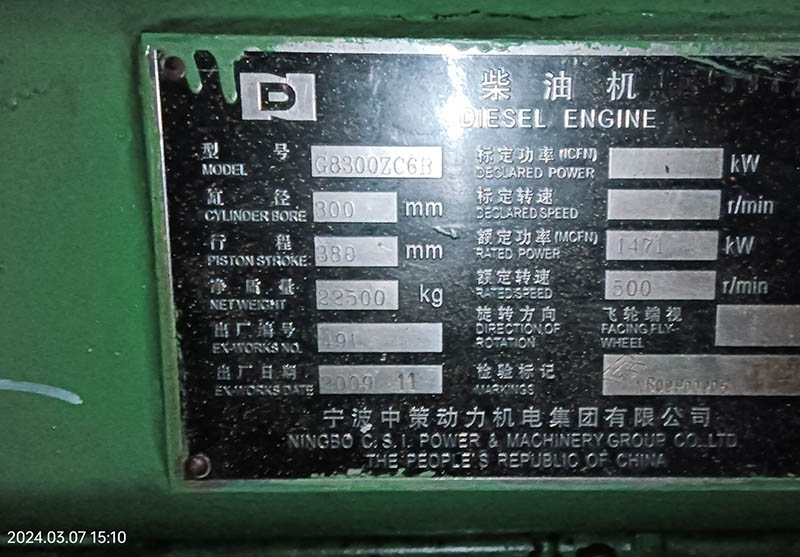 柴油机
DIESEL ENGINE
型 号 G8300ZC6B
MODEL
缸 径 300 mm
CYLINDER BORE
行 程 380 mm
PISTON STROKE
净 质 量 22500 kg
NET WEIGHT
出厂编号 491
EX-WORKS NO.
出厂日期 2009 11
EX-WORKS DATE
标定功率(ICFN) kW
DECLARED POWER
标定转速 r/min
DECLARED SPEED
额定功率(MCFN) 1471 kW
RATED POWER
额定转速 500 r/min
RATED SPEED
旋转方向 飞轮端视
DIRECTION OF FACING FLY-
ROTATION WHEEL
检验标记
MARKINGS
宁波中策动力机电集团有限公司
NINGBO C.S.I. POWER & MACHINERY GROUP CO.,LTD.
THE PEOPLE'S REPUBLIC OF CHINA
2024.03.07 15:10